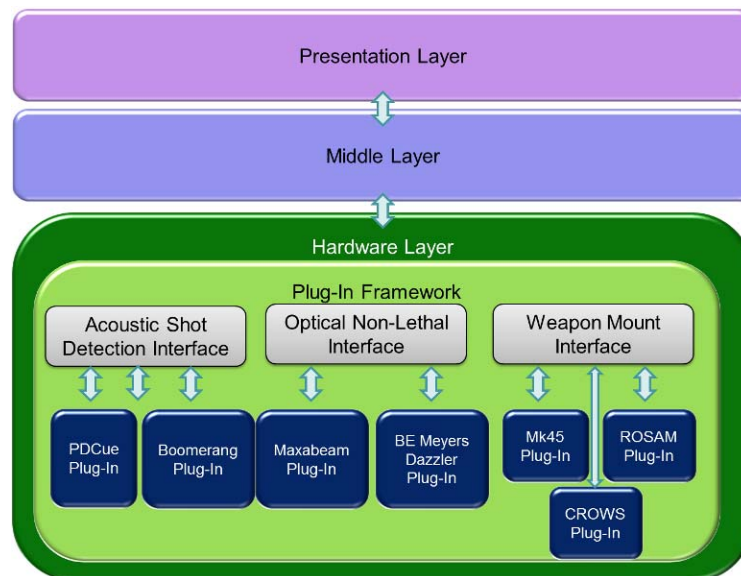 Presentation Layer
Middle Layer
Hardware Layer
Plug-In Framework
Acoustic Shot
Detection Interface
Optical Non-Lethal
Interface
Weapon Mount
Interface
PDCue
Plug-In
Boomerang
Plug-In
Maxabeam
Plug-In
BE Meyers
Dazzler
Plug-In
Mk45
Plug-In
ROSAM
Plug-In
CROWS
Plug-In